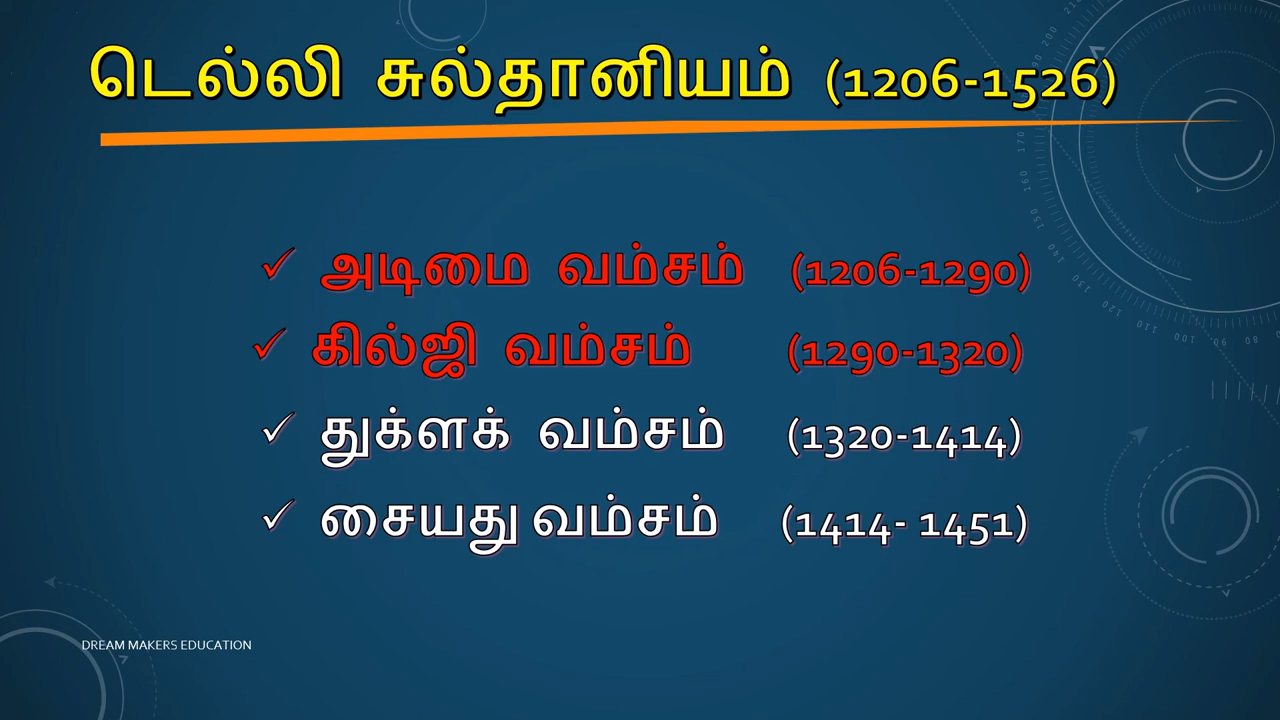 டெல்லி சுல்தானியம் (1206-1526)
✓ அடிமை வம்சம் (1206-1290)
✓ கில்ஜி வம்சம் (1290-1320)
✓ துக்ளக் வம்சம் (1320-1414)
✓ சையது வம்சம் (1414- 1451)
DREAM MAKERS EDUCATION